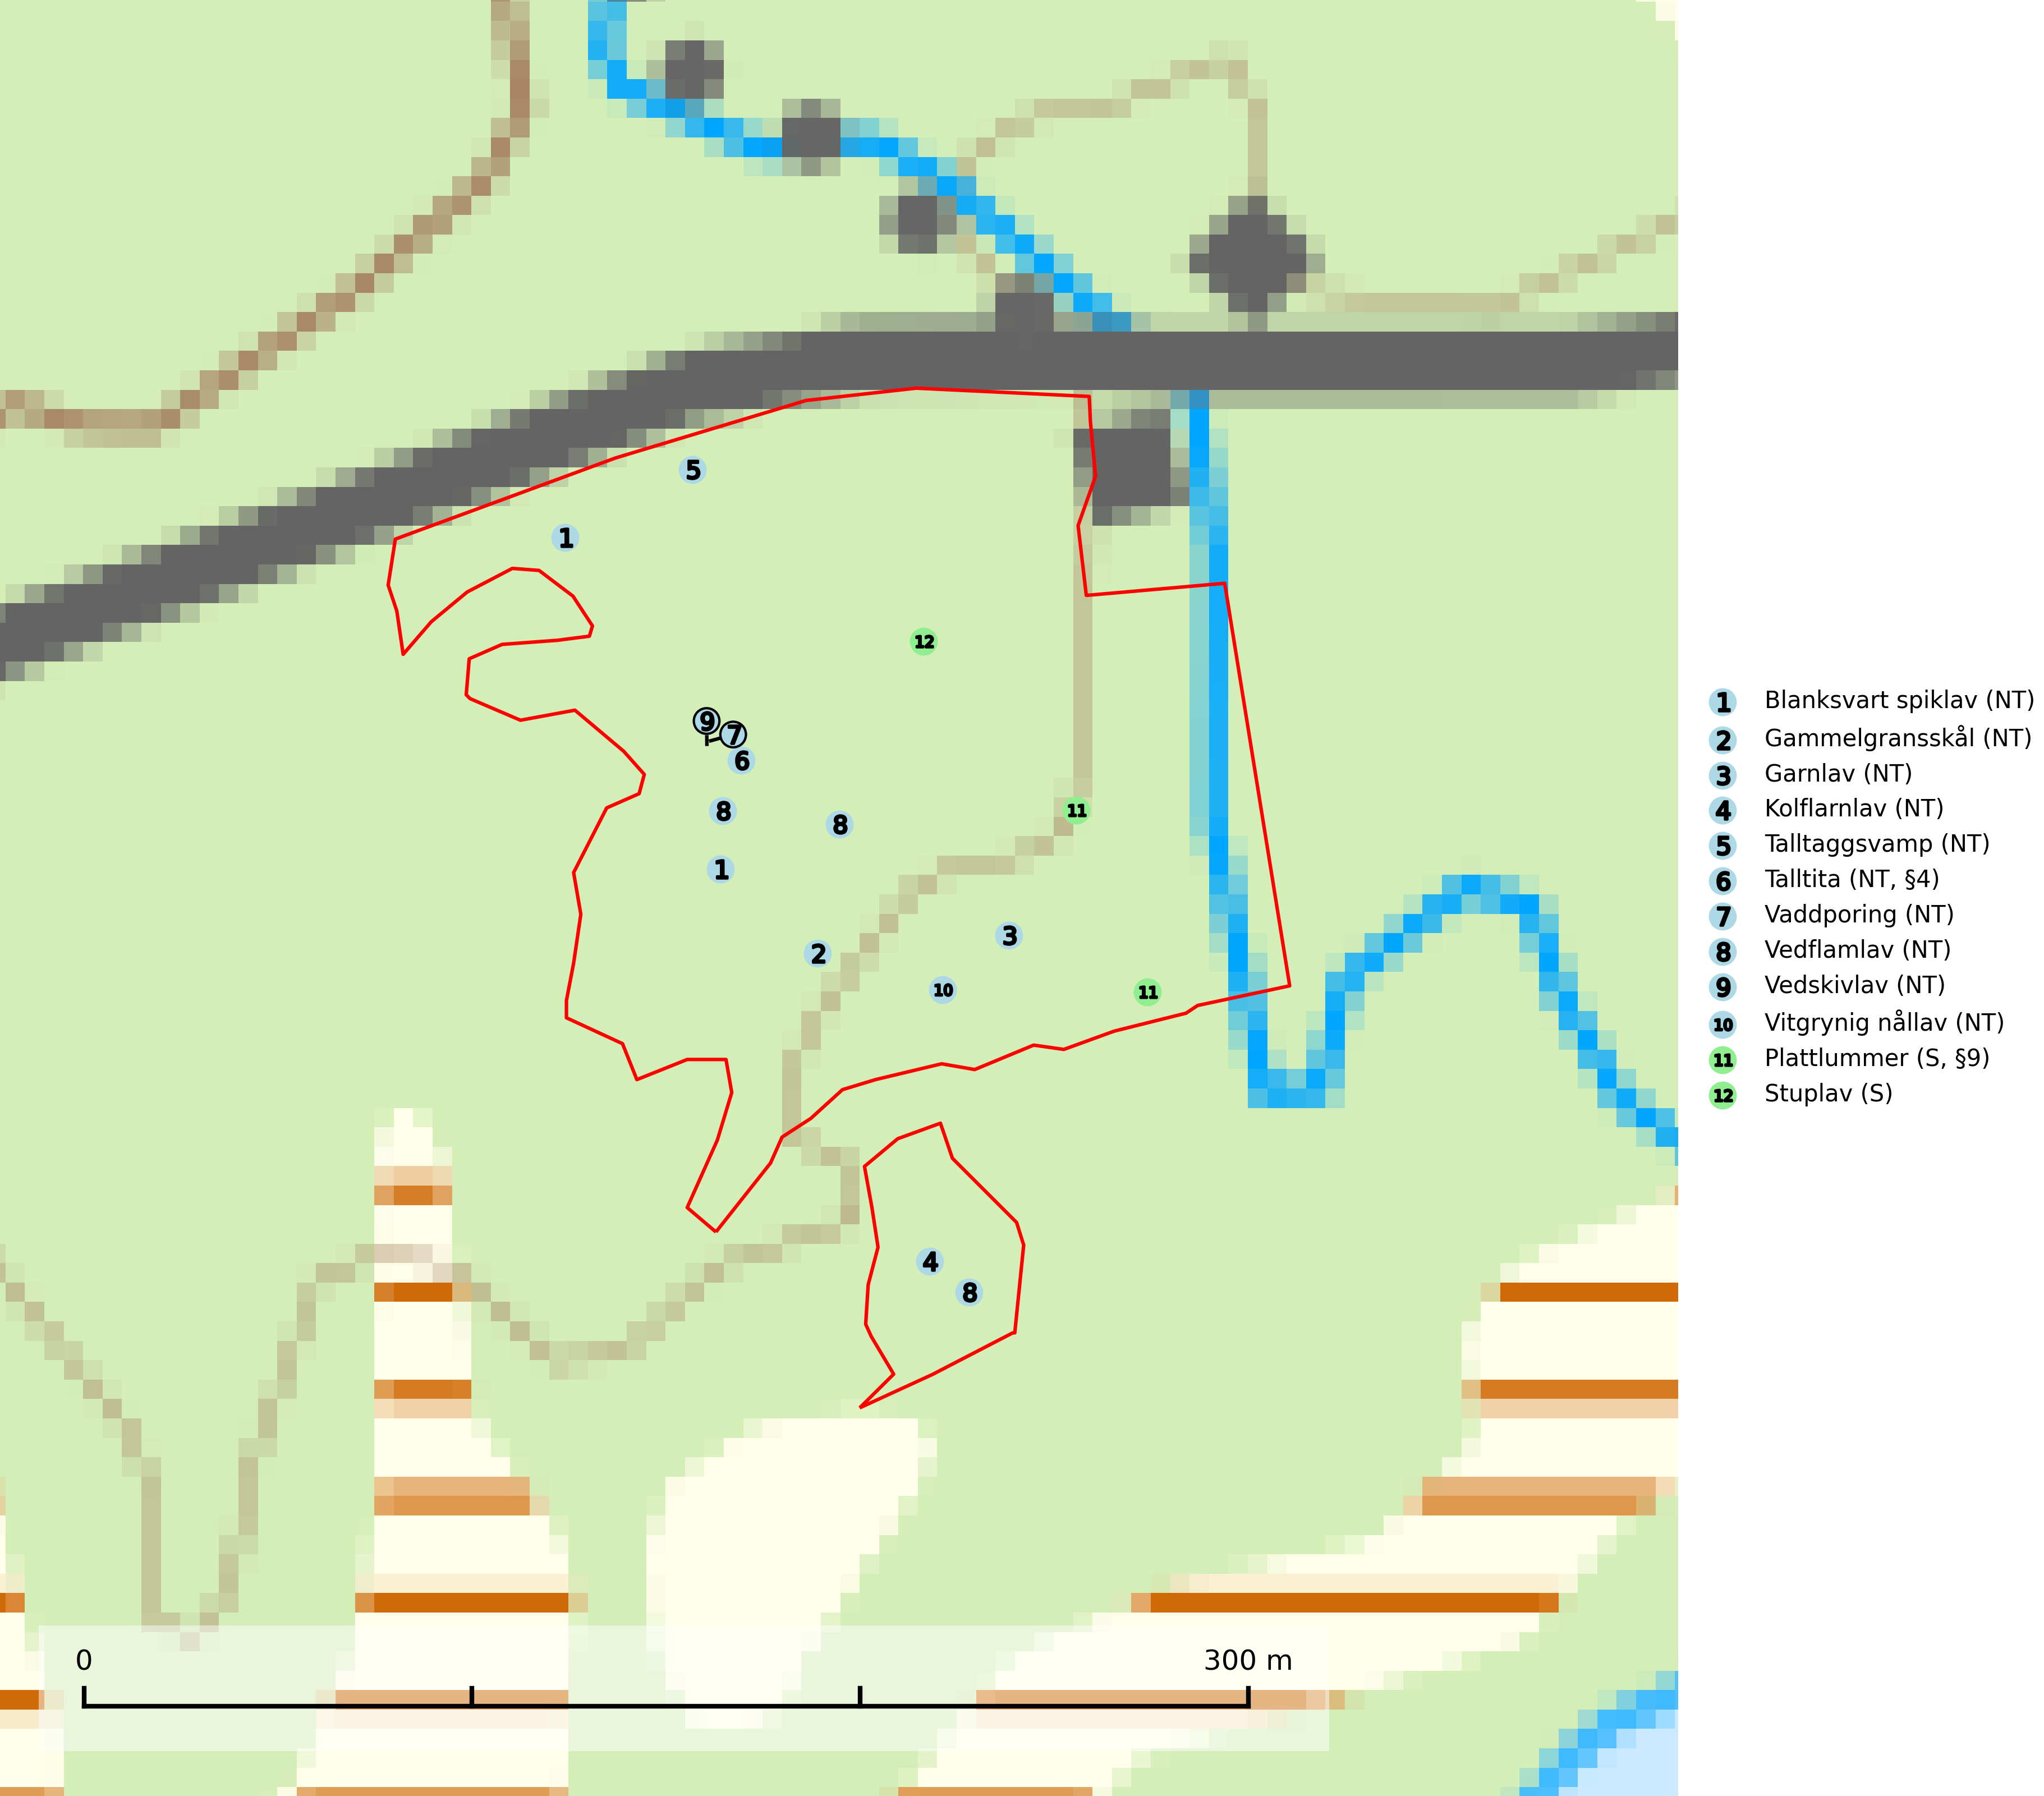 5
1
12
9
7
6
8
8
11
1
3
2
10
11
4
8
1 Blanksvart spiklav (NT)
2 Gammelgransskål (NT)
3 Garnlav (NT)
4 Kolflarnlav (NT)
5 Talltaggsvamp (NT)
6 Talltita (NT, §4)
7 Vaddporing (NT)
8 Vedflamlav (NT)
9 Vedskivlav (NT)
10 Vitgrynig nållav (NT)
11 Plattlummer (S, §9)
12 Stuplav (S)
0 300 m